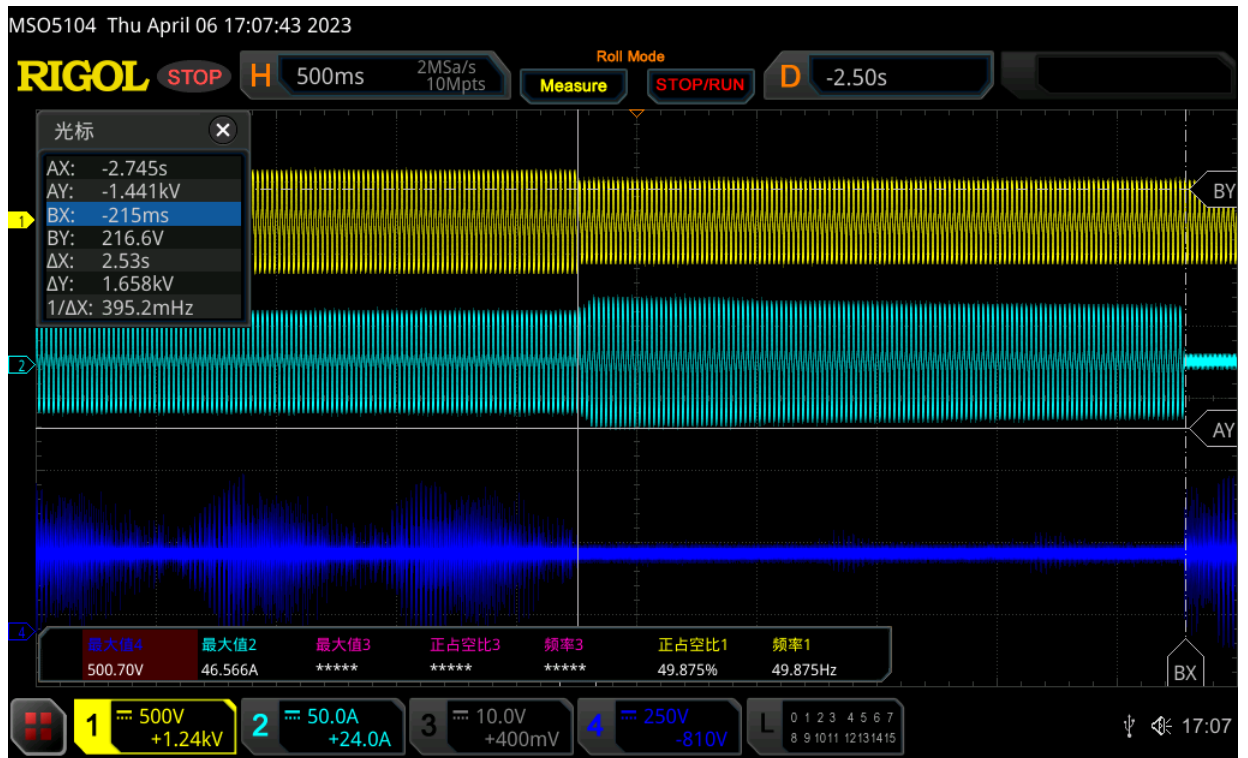 MSO5104 Thu April 06 17:07:43 2023
RIGOL STOP H 500ms 2MSa/s 10Mpts Roll Mode Measure STOP/RUN D -2.50s
光标
AX: -2.745s
AY: -1.441kV
BX: -215ms
BY: 216.6V
ΔX: 2.53s
ΔY: 1.658kV
1/ΔX: 395.2mHz
1
BY
2
AY
4
最大值4 最大值2 最大值3 正占空比3 频率3 正占空比1 频率1
500.70V 46.566A ***** ***** ***** 49.875% 49.875Hz
BX
1 500V +1.24kV
2 50.0A +24.0A
3 10.0V +400mV
4 250V -810V
L 0 1 2 3 4 5 6 7
8 9 10 11 12 13 14 15
17:07